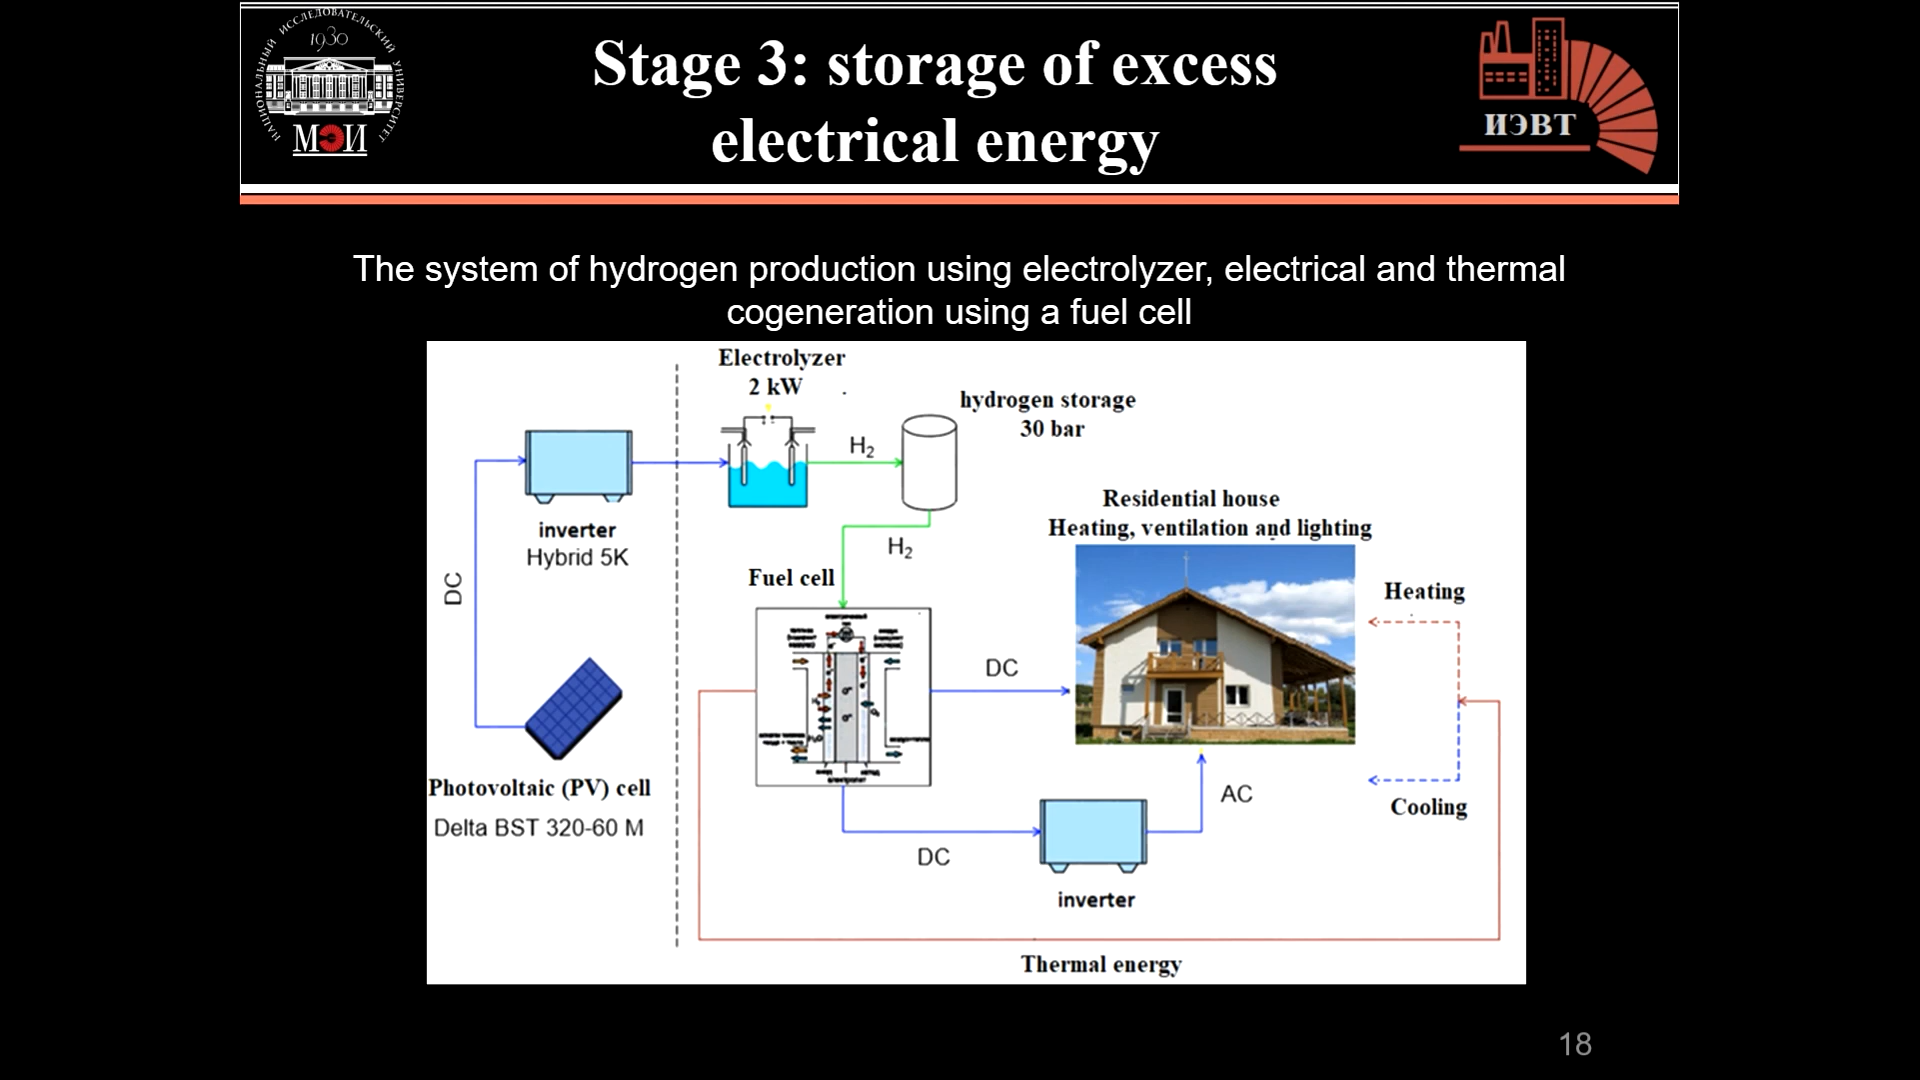 НАЦИОНАЛЬНЫЙ ИССЛЕДОВАТЕЛЬСКИЙ УНИВЕРСИТЕТ
1930
МЭИ
Stage 3: storage of excess
electrical energy
ИЭВТ
The system of hydrogen production using electrolyzer, electrical and thermal
cogeneration using a fuel cell
Electrolyzer
2 kW
hydrogen storage
30 bar
H2
inverter
Hybrid 5K
H2
Residential house
Heating, ventilation and lighting
DC
Fuel cell
Heating
DC
Photovoltaic (PV) cell
Delta BST 320-60 M
AC
Cooling
DC
inverter
Thermal energy
18